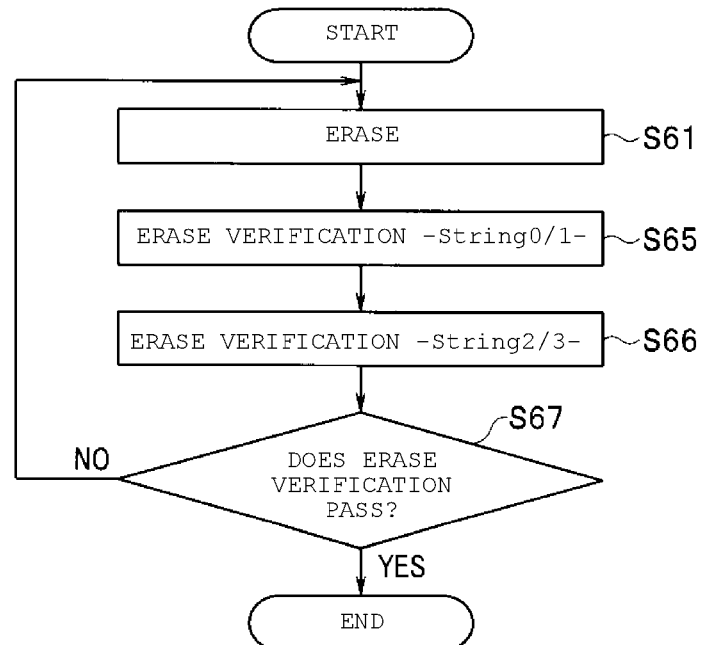 START
ERASE
S61
ERASE VERIFICATION -String0/1-
S65
ERASE VERIFICATION -String2/3-
S66
S67
NO
DOES ERASE
VERIFICATION
PASS?
YES
END